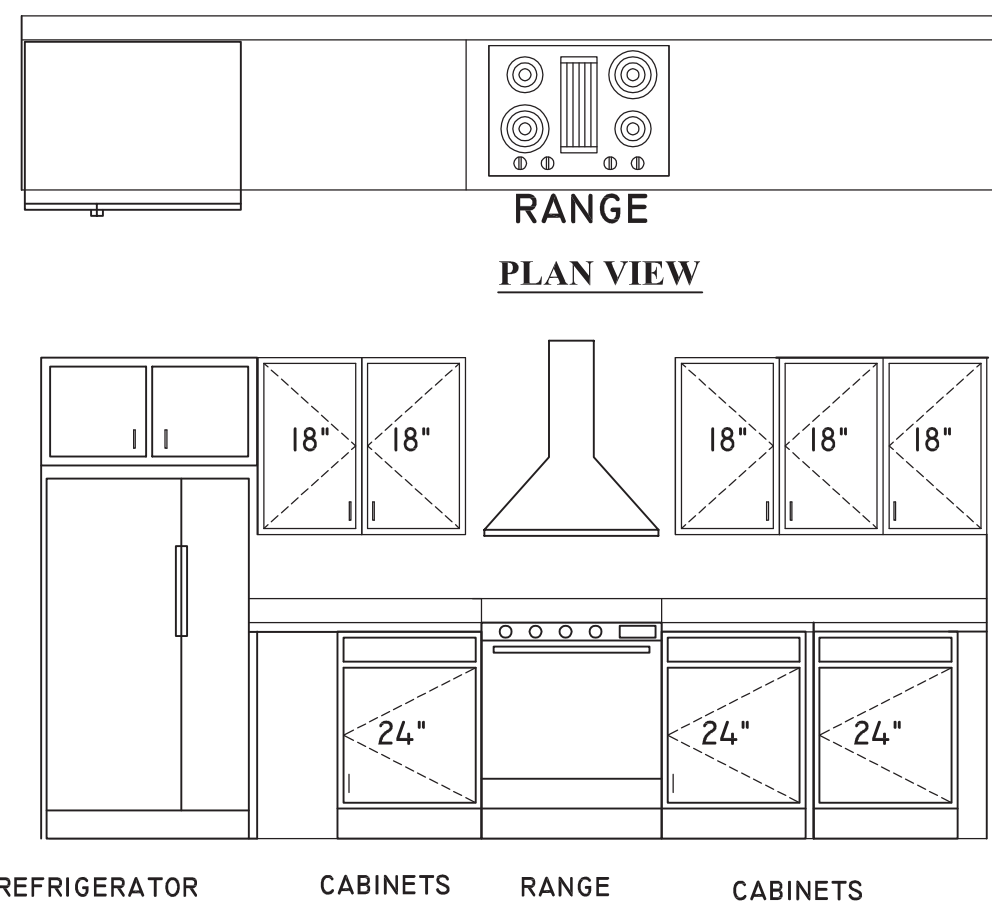 RANGE
PLAN VIEW
18" 18" 18" 18" 18"
24" 24" 24"
REFRIGERATOR CABINETS RANGE CABINETS